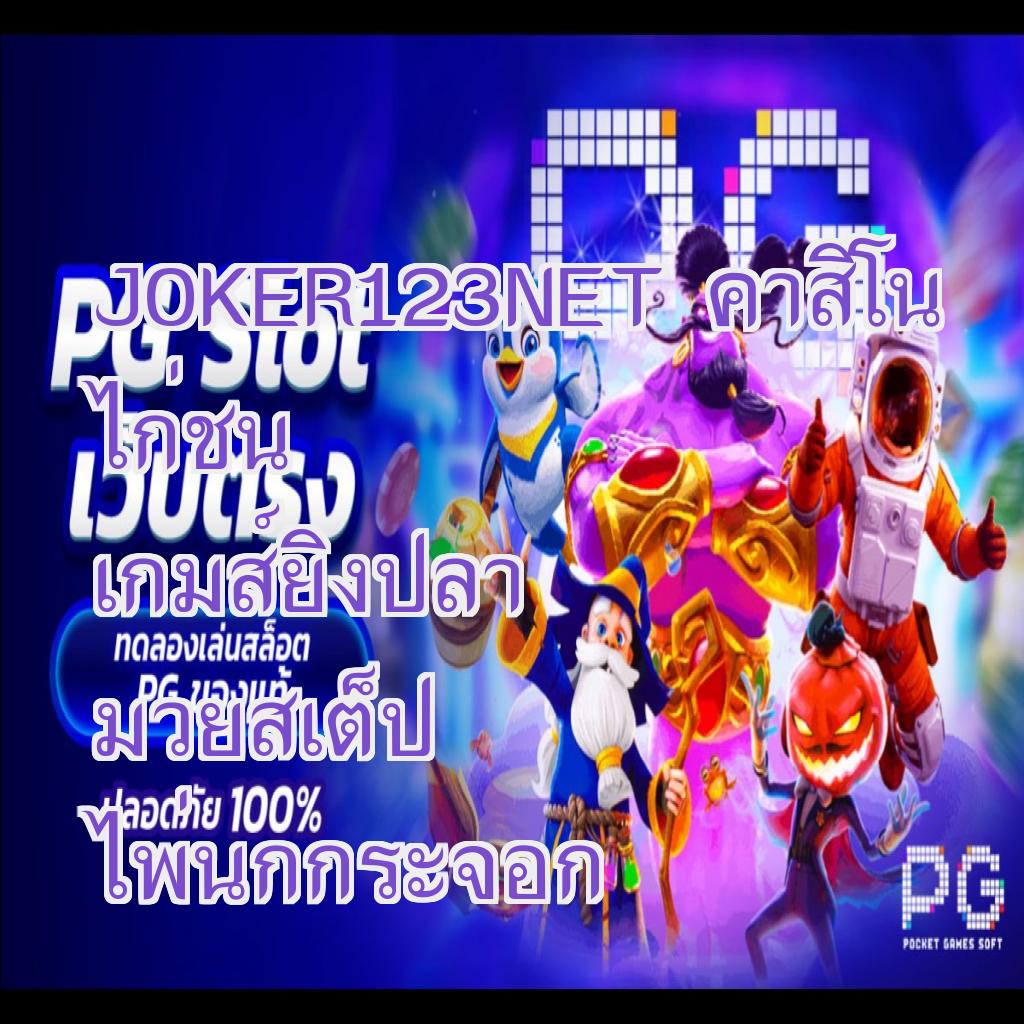 JOKER123NET คาสิโน
PG Slot
ไก่ชน
เว็บตรง
เกมส์ยิงปลา
ทดลองเล่นสล็อต
PG ของแท้
มวยสเต็ป
ปลอดภัย 100%
ไพ่นกกระจอก
PG
PG
POCKET GAMES SOFT